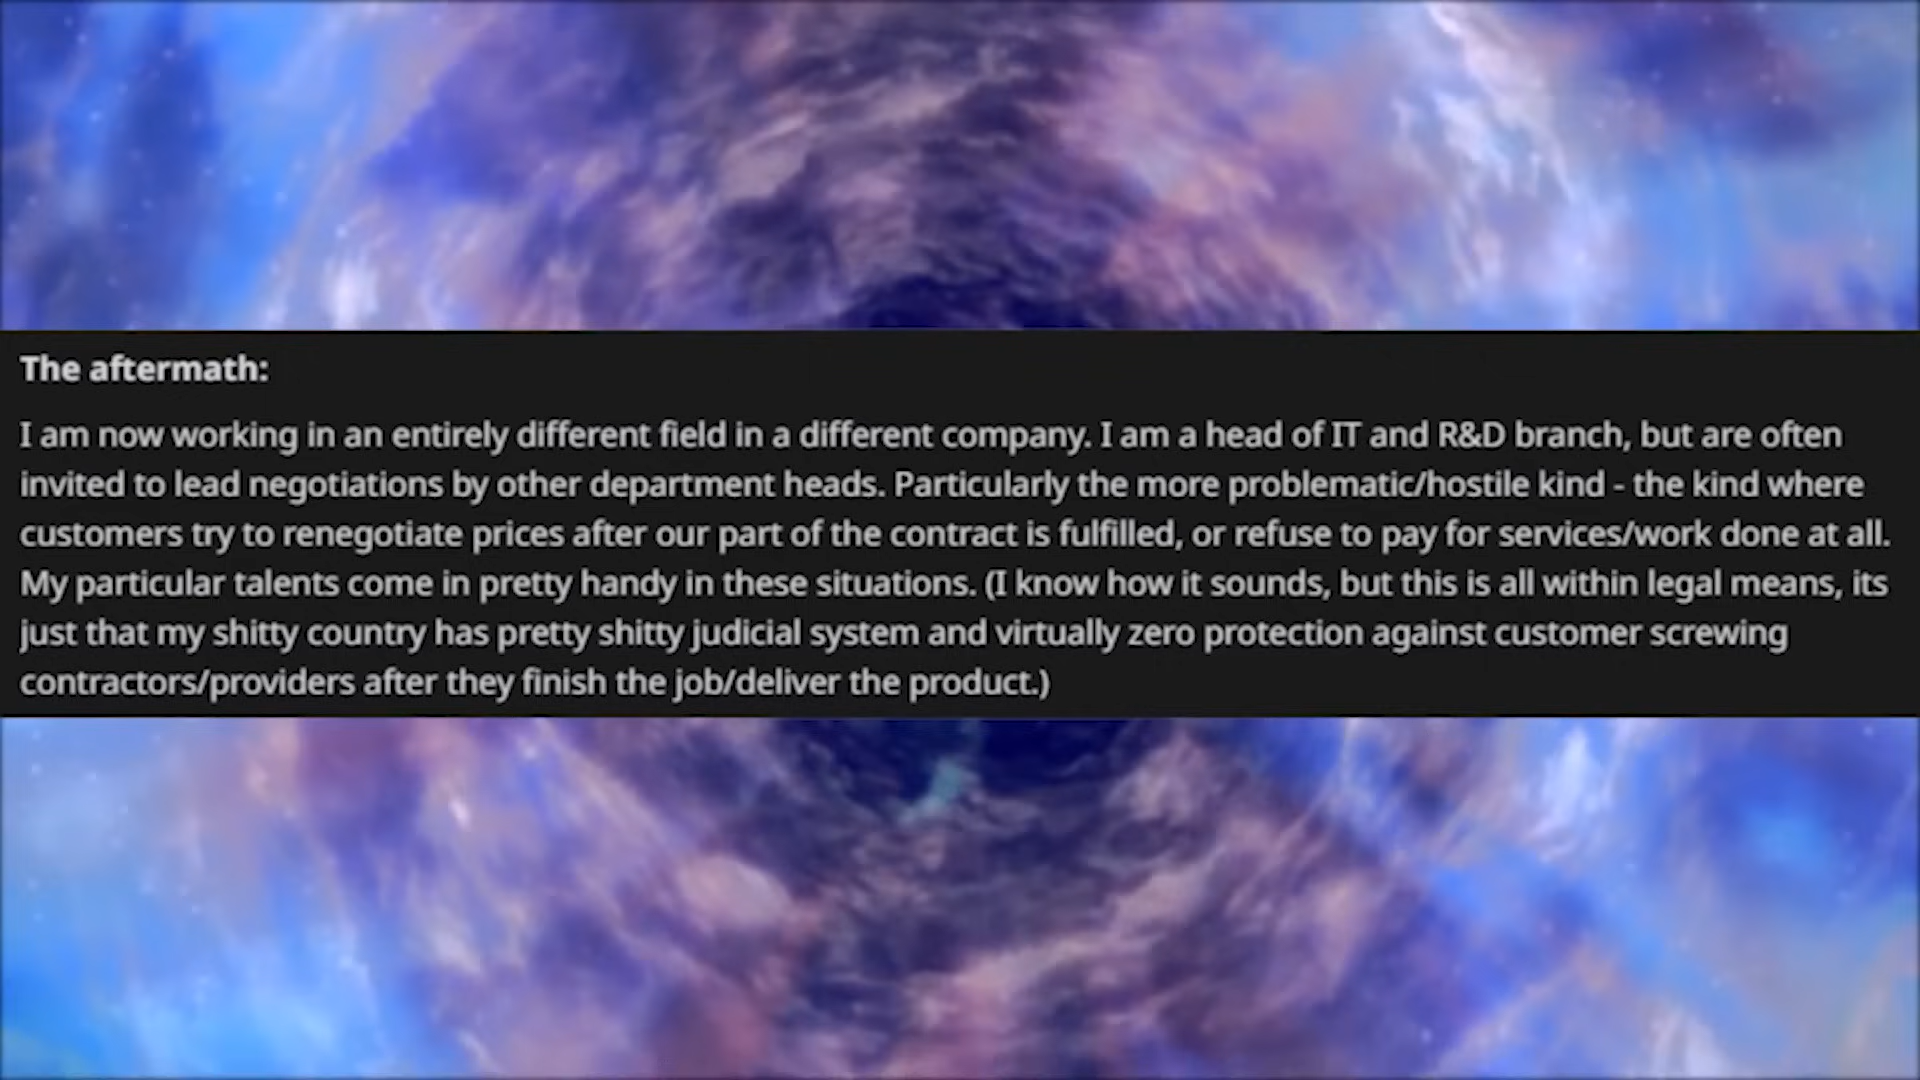 The aftermath:
I am now working in an entirely different field in a different company. I am a head of IT and R&D branch, but are often
invited to lead negotiations by other department heads. Particularly the more problematic/hostile kind - the kind where
customers try to renegotiate prices after our part of the contract is fulfilled, or refuse to pay for services/work done at all.
My particular talents come in pretty handy in these situations. (I know how it sounds, but this is all within legal means, its
just that my shitty country has pretty shitty judicial system and virtually zero protection against customer screwing
contractors/providers after they finish the job/deliver the product.)